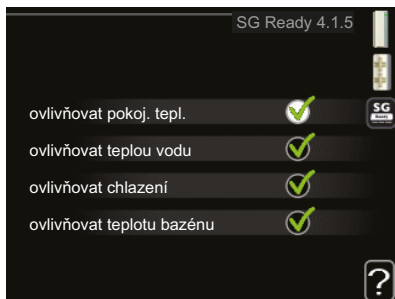 SG Ready 4.1.5
SG
Ready
ovlivňovat pokoj. tepl.
ovlivňovat teplou vodu
ovlivňovat chlazení
ovlivňovat teplotu bazénu
?